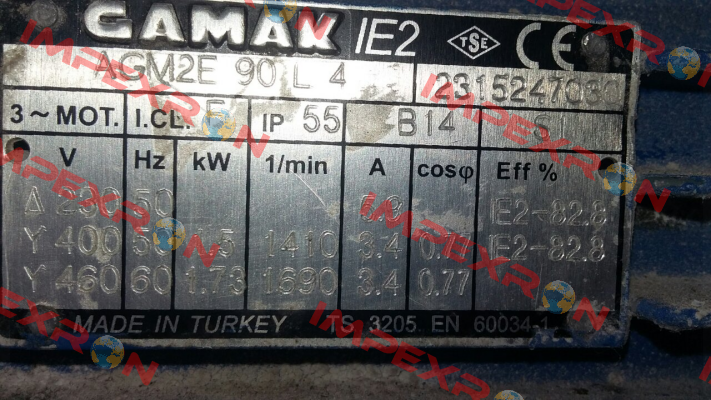 GAMAK IE2 TSE CE
AGM2E 90 L 4
3~MOT. I.CL. F IP 55 B14 S1
V Hz kW 1/min A cosφ Eff %
Δ 230 50 IE2-82.8
Y 400 50 1.5 1410 3.4 IE2-82.8
Y 460 60 1.73 1690 3.4 0.77
MADE IN TURKEY TS 3205 EN 60034-1
IMPEXRON